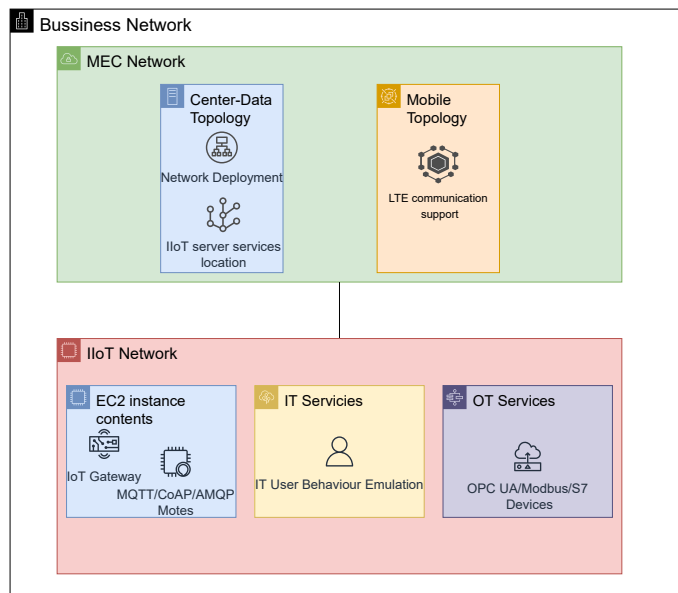 Bussiness Network
MEC Network
Center-Data
Topology
Network Deployment
IIoT server services
location
Mobile
Topology
LTE communication
support
IIoT Network
EC2 instance
contents
IoT Gateway
MQTT/CoAP/AMQP
Motes
IT Servicies
IT User Behaviour Emulation
OT Services
OPC UA/Modbus/S7
Devices